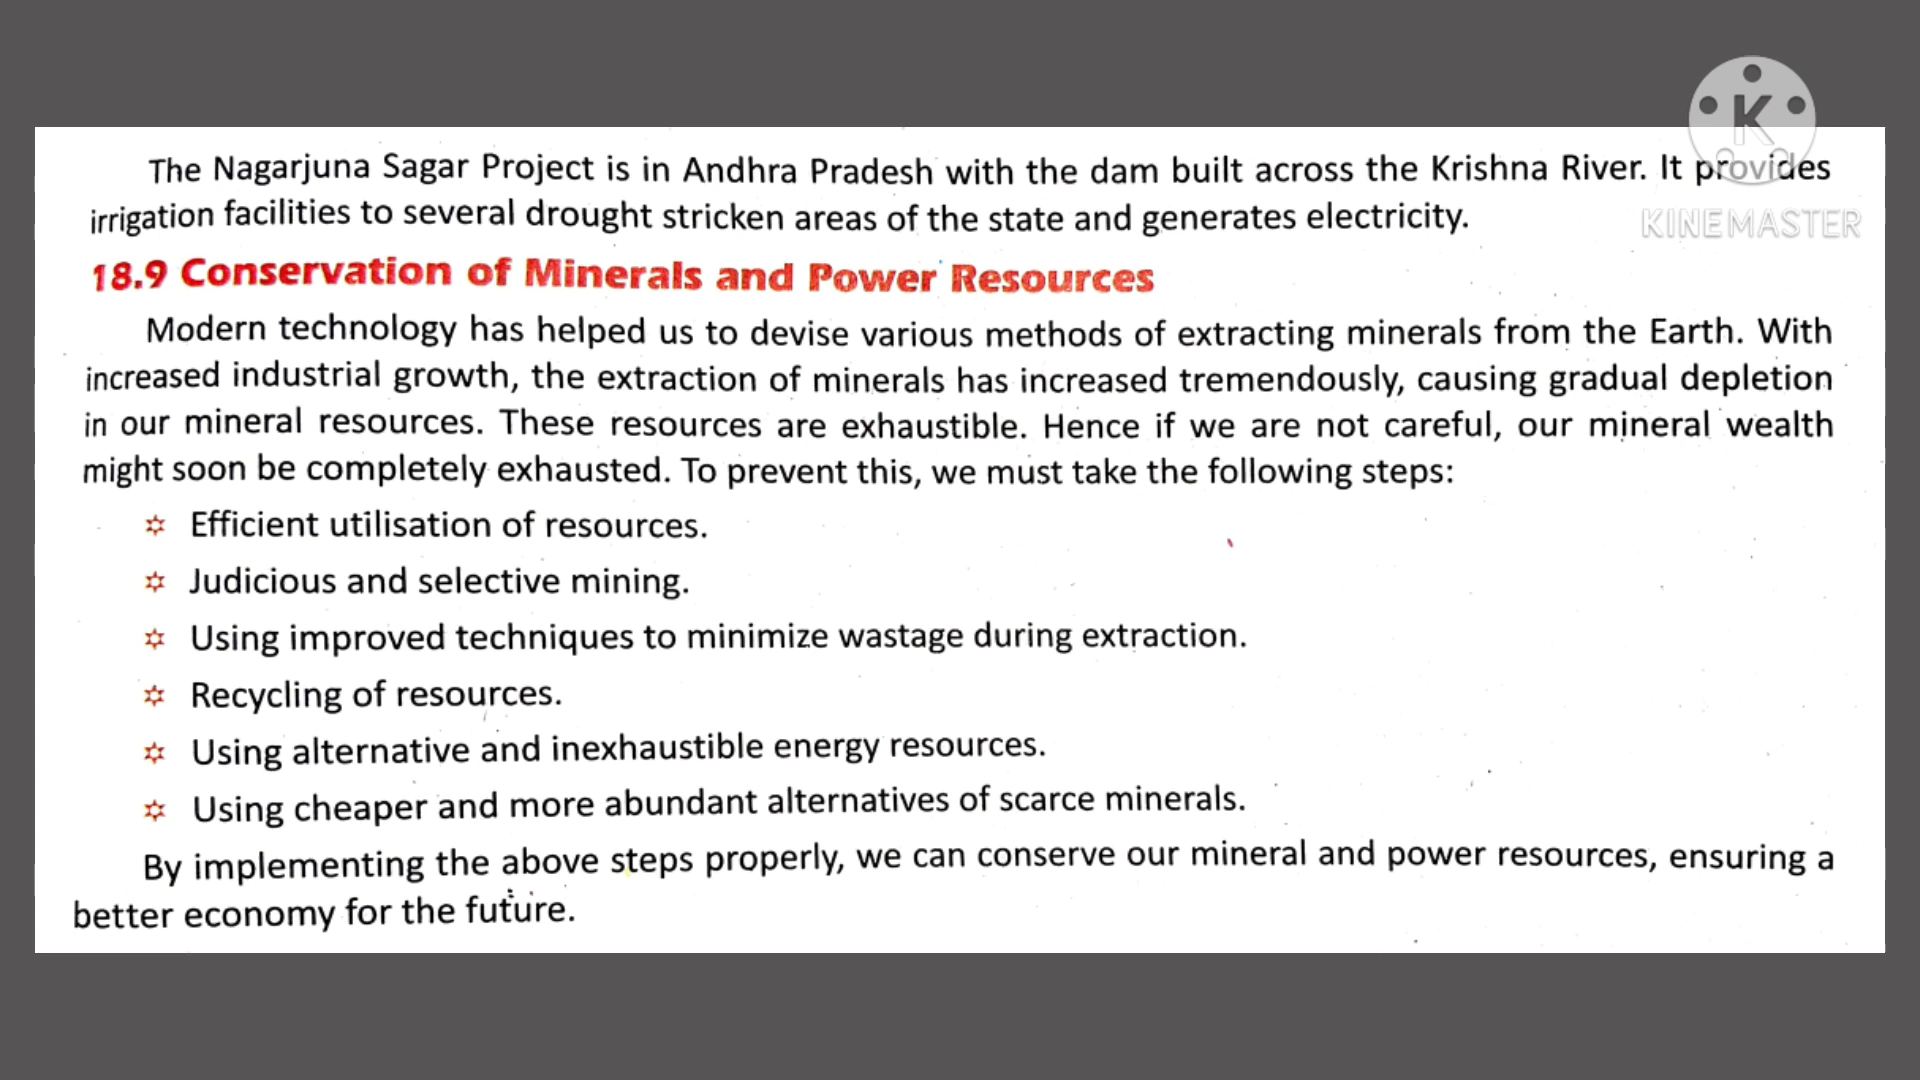 The Nagarjuna Sagar Project is in Andhra Pradesh with the dam built across the Krishna River. It provides
irrigation facilities to several drought stricken areas of the state and generates electricity.
18.9 Conservation of Minerals and Power Resources
Modern technology has helped us to devise various methods of extracting minerals from the Earth. With
increased industrial growth, the extraction of minerals has increased tremendously, causing gradual depletion
in our mineral resources. These resources are exhaustible. Hence if we are not careful, our mineral wealth
might soon be completely exhausted. To prevent this, we must take the following steps:
✡ Efficient utilisation of resources.
✡ Judicious and selective mining.
✡ Using improved techniques to minimize wastage during extraction.
✡ Recycling of resources.
✡ Using alternative and inexhaustible energy resources.
✡ Using cheaper and more abundant alternatives of scarce minerals.
By implementing the above steps properly, we can conserve our mineral and power resources, ensuring a
better economy for the future.
K
KINEMASTER